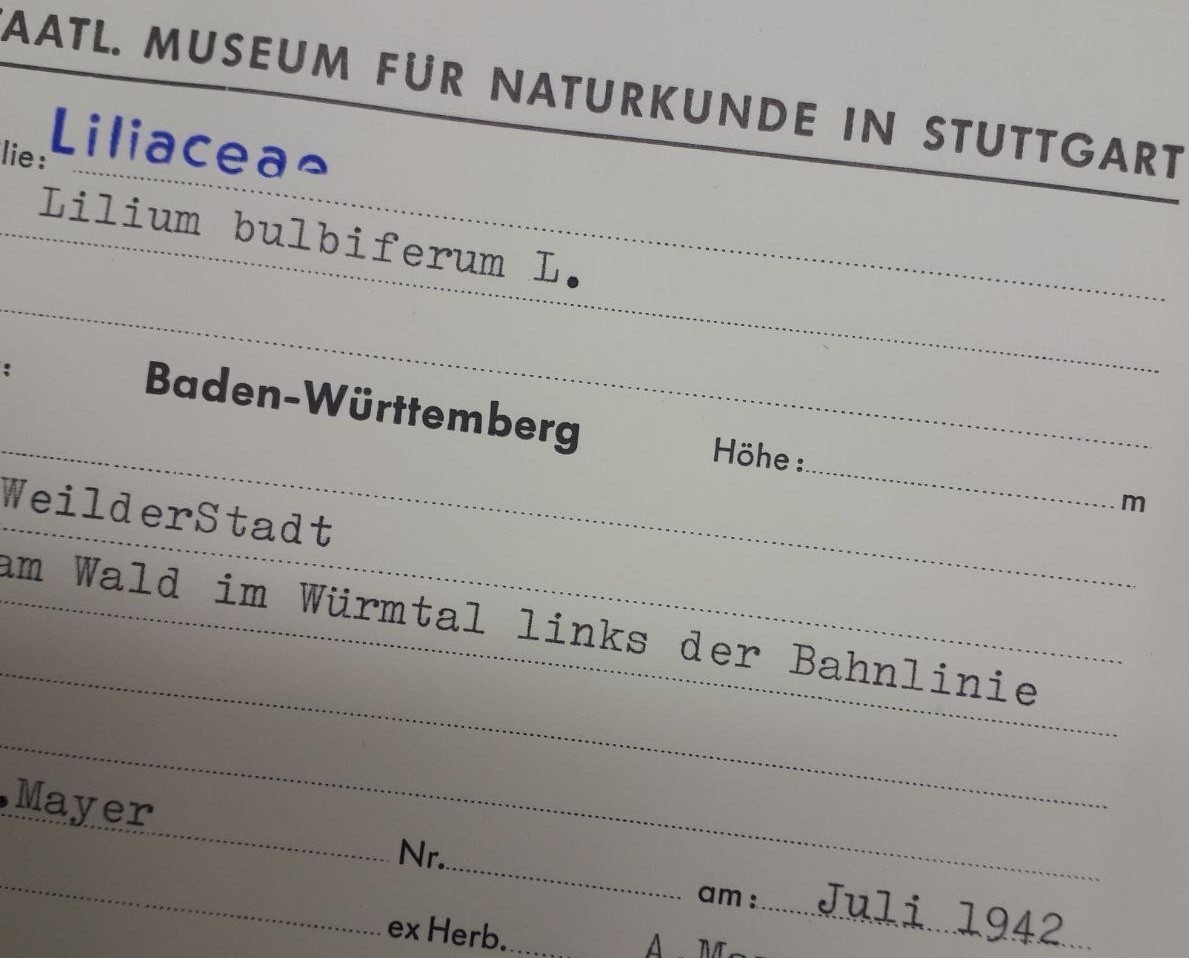 AATL. MUSEUM FÜR NATURKUNDE IN STUTTGART
lie: Liliaceae
Lilium bulbiferum L.
: Baden-Württemberg Höhe: m
WeilderStadt
am Wald im Würmtal links der Bahnlinie
.Mayer Nr. am: Juli 1942
ex Herb. A.